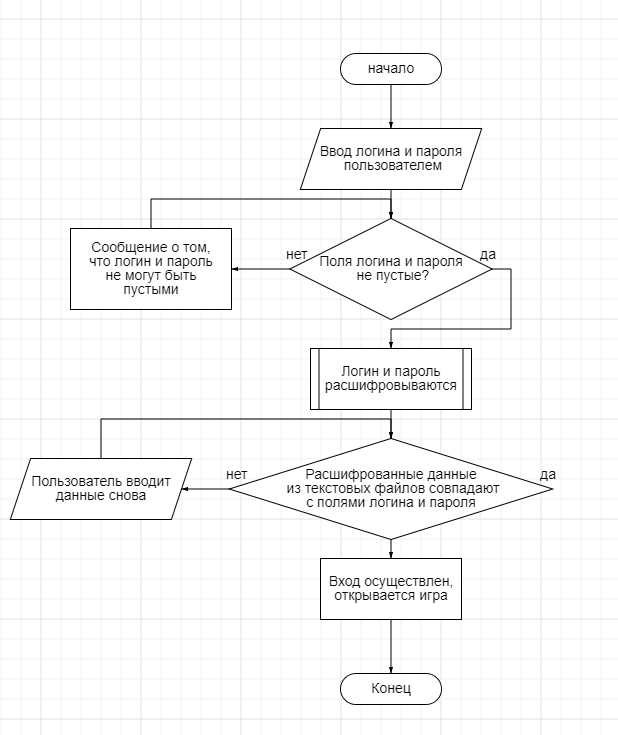 начало
Ввод логина и пароля
пользователем
Сообщение о том,
что логин и пароль
не могут быть
пустыми
нет
Поля логина и пароля
не пустые?
да
Логин и пароль
расшифровываются
Пользователь вводит
данные снова
нет
Расшифрованные данные
из текстовых файлов совпадают
с полями логина и пароля
да
Вход осуществлен,
открывается игра
Конец